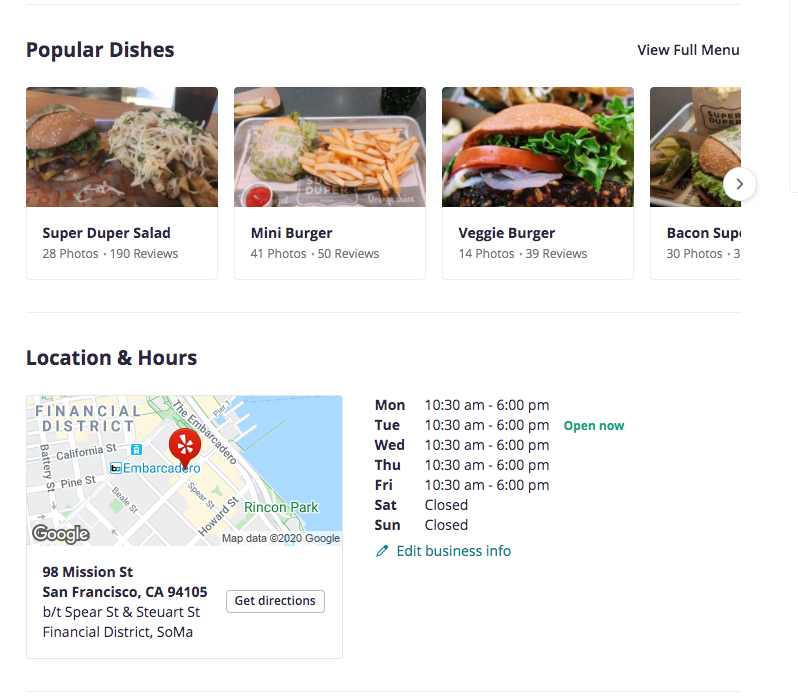 Popular Dishes
View Full Menu
SUPER DUPER
SUPER DUPER
Super Duper Salad
28 Photos • 190 Reviews
Mini Burger
41 Photos • 50 Reviews
Veggie Burger
14 Photos • 39 Reviews
Bacon Supe
30 Photos • 3
Location & Hours
FINANCIAL DISTRICT
The Embarcadero
Pier 1
California St
Battery St
Embarcadero
Pine St
Beale St
Spear St
Howard St
Rincon Park
Google
Map data ©2020 Google
98 Mission St
San Francisco, CA 94105
b/t Spear St & Steuart St
Financial District, SoMa
Get directions
Mon 10:30 am - 6:00 pm
Tue 10:30 am - 6:00 pm Open now
Wed 10:30 am - 6:00 pm
Thu 10:30 am - 6:00 pm
Fri 10:30 am - 6:00 pm
Sat Closed
Sun Closed
Edit business info